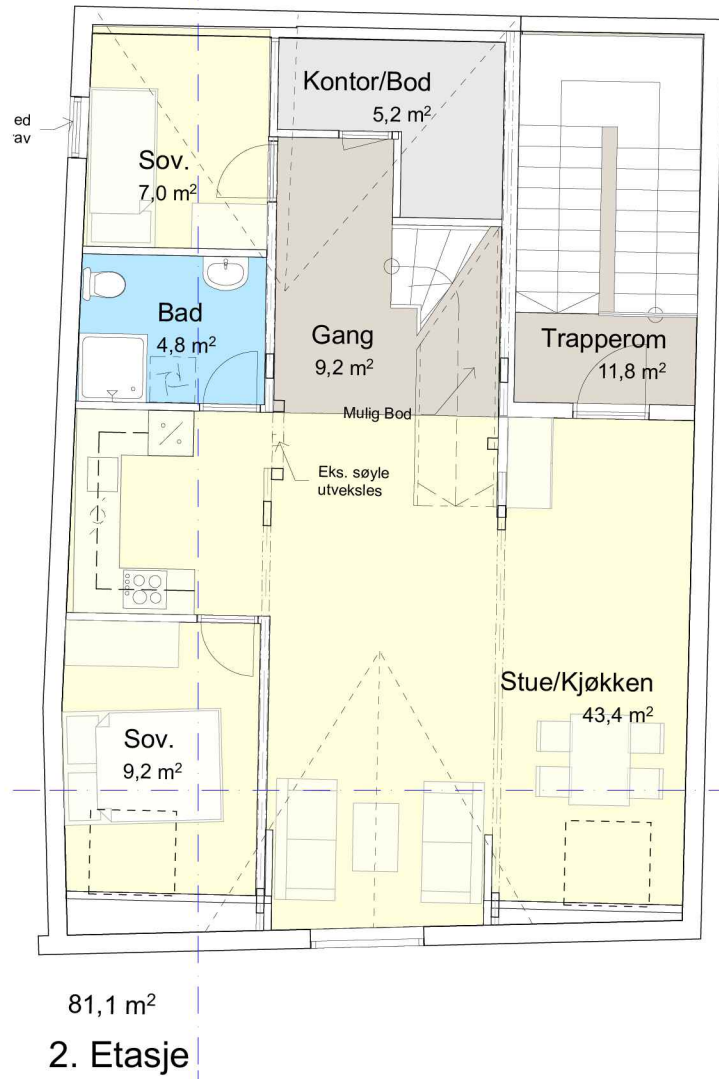 Kontor/Bod
5,2 m²
ed
av
Sov.
7,0 m²
Bad
4,8 m²
Gang
9,2 m²
Trapperom
11,8 m²
Mulig Bod
Eks. søyle
utveksles
Stue/Kjøkken
43,4 m²
Sov.
9,2 m²
81,1 m²
2. Etasje